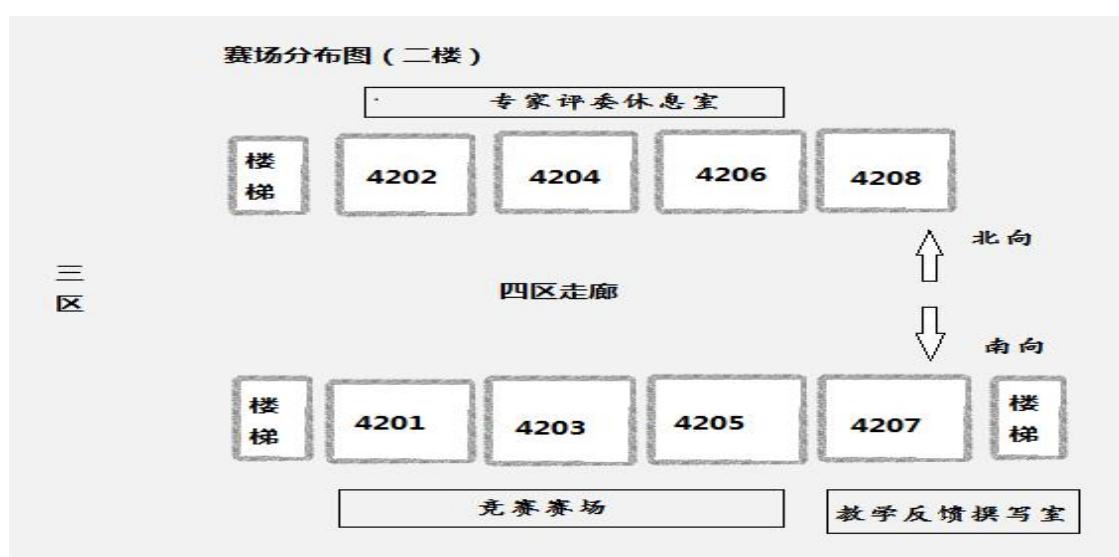 赛场分布图(二楼)
专家评委休息室
楼梯 4202 4204 4206 4208
北向
三区
四区走廊
南向
楼梯 4201 4203 4205 4207 楼梯
竞赛赛场 教学反馈撰写室